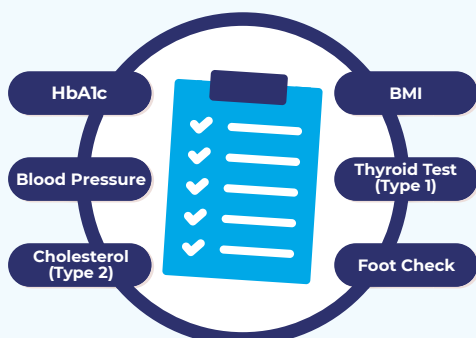 HbA1c
Blood Pressure
Cholesterol
(Type 2)
BMI
Thyroid Test
(Type 1)
Foot Check